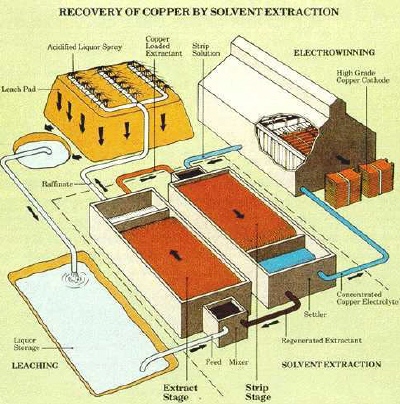 RECOVERY OF COPPER BY SOLVENT EXTRACTION
Acidified Liquor Spray
Copper
Loaded
Extractant
Strip
Solution
ELECTROWINNING
High Grade
Copper Cathode
Leach Pad
Raffinate
Concentrated
Copper Electrolyte
Settler
Regenerated Extractant
LEACHING
Liquor
Storage
Feed Mixer
SOLVENT EXTRACTION
Extract
Stage
Strip
Stage